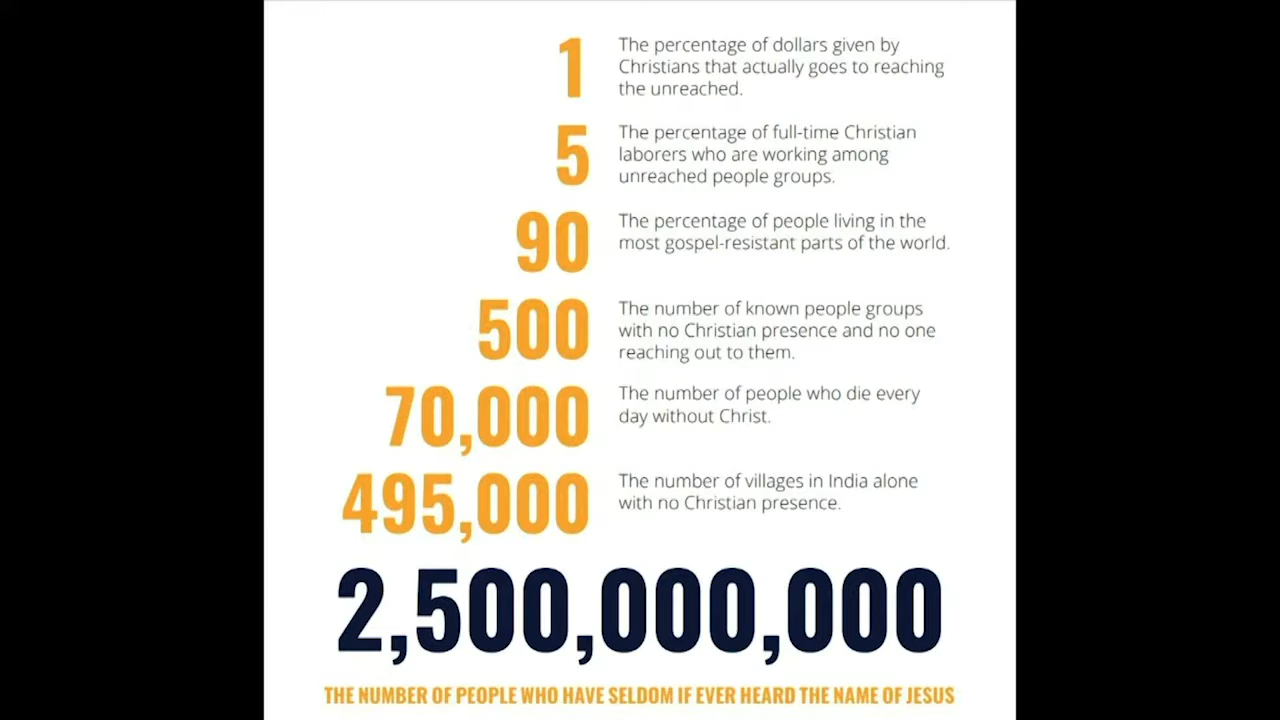 1
The percentage of dollars given by
Christians that actually goes to reaching
the unreached.
5
The percentage of full-time Christian
laborers who are working among
unreached people groups.
90
The percentage of people living in the
most gospel-resistant parts of the world.
500
The number of known people groups
with no Christian presence and no one
reaching out to them.
70,000
The number of people who die every
day without Christ.
495,000
The number of villages in India alone
with no Christian presence.
2,500,000,000
THE NUMBER OF PEOPLE WHO HAVE SELDOM IF EVER HEARD THE NAME OF JESUS